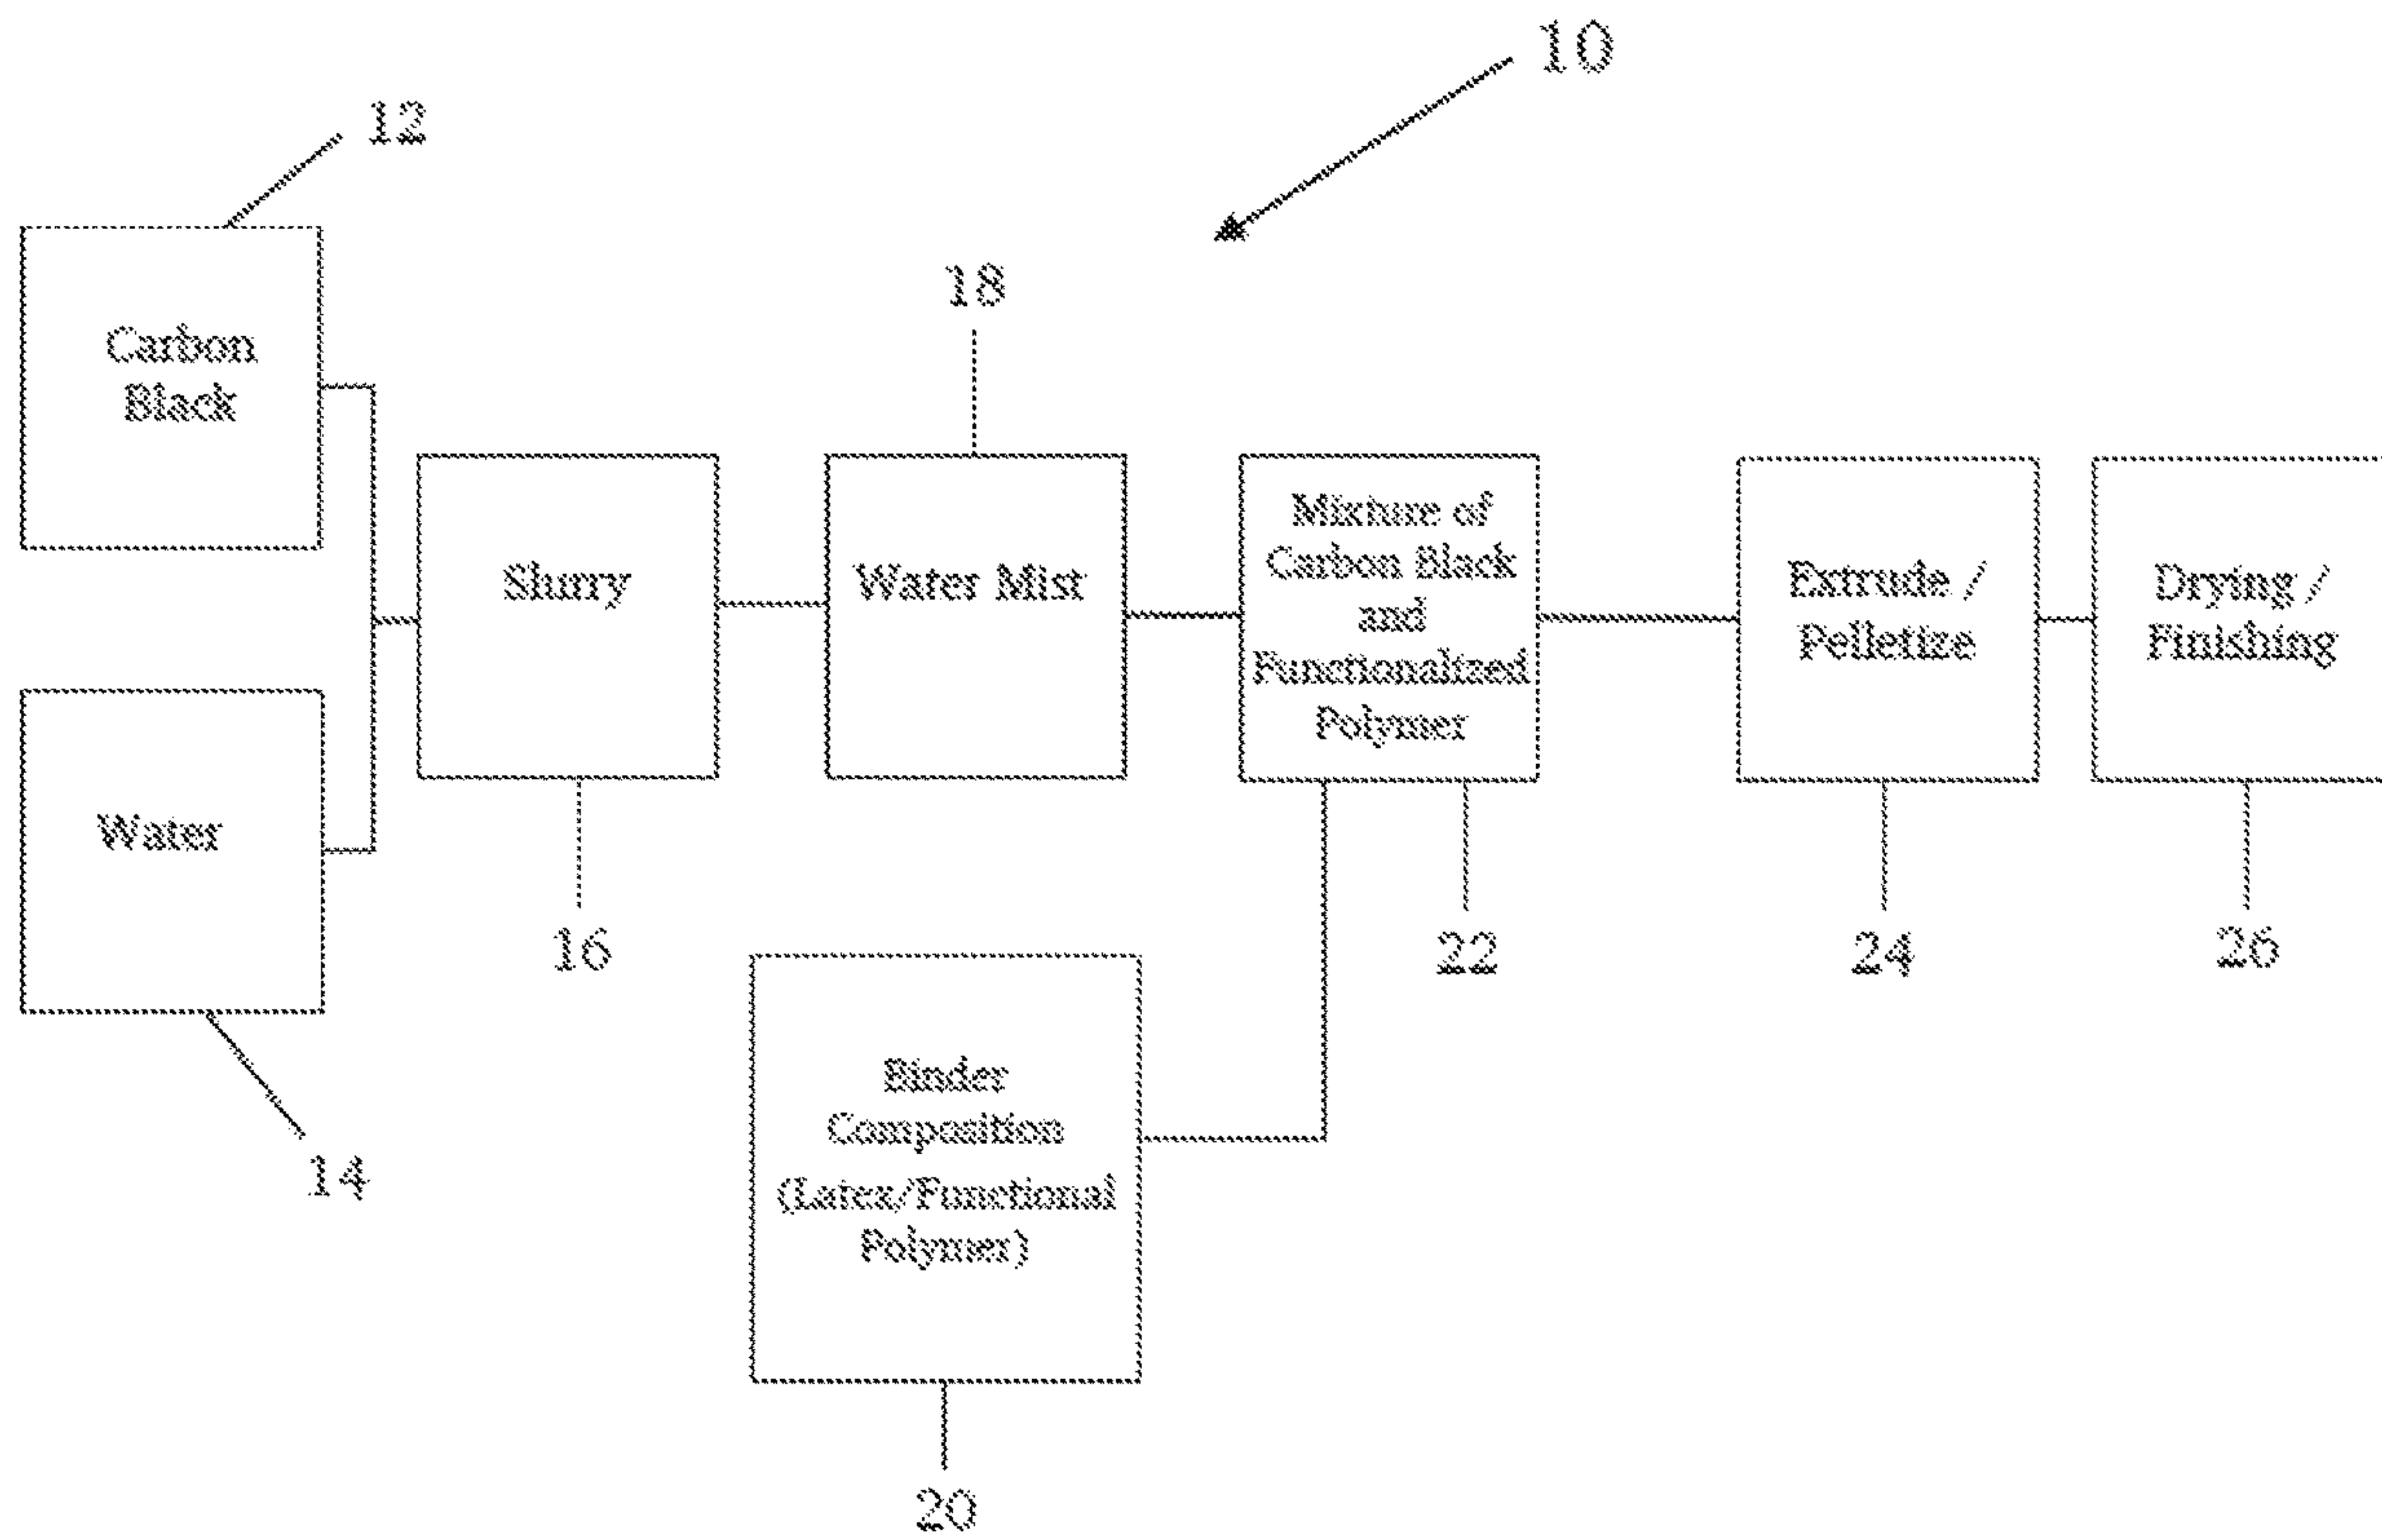 10
12
18
Carbon
Black
Slurry
Water Mist
Mixture of
Carbon Black
and
Functionalized
Polymer
Extrude /
Pelletize
Drying /
Finishing
Water
16
22
24
26
14
Binder
Composition
(Latex/Functional
Polymer)
20